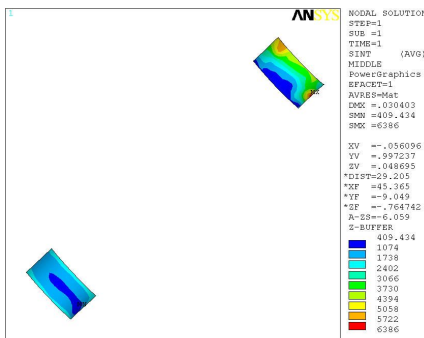 1
ANSYS
NODAL SOLUTION
STEP=1
SUB =1
TIME=1
SINT (AVG)
MIDDLE
PowerGraphics
EFACET=1
AVRES=Mat
DMX =.030403
SMN =409.434
SMX =6386
XV =-.056096
YV =.997237
ZV =.048695
*DIST=29.205
*XF =45.365
*YF =-9.049
*ZF =-.764742
A-ZS=-6.059
Z-BUFFER
409.434
1074
1738
2402
3066
3730
4394
5058
5722
6386
MX